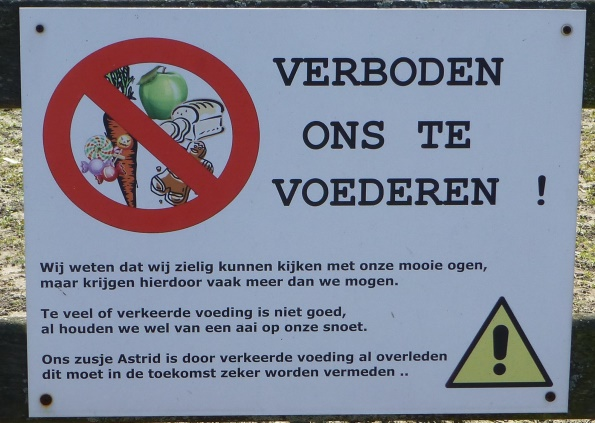 VERBODEN
ONS TE
VOEDEREN !
Wij weten dat wij zielig kunnen kijken met onze mooie ogen,
maar krijgen hierdoor vaak meer dan we mogen.
Te veel of verkeerde voeding is niet goed,
al houden we wel van een aai op onze snoet.
Ons zusje Astrid is door verkeerde voeding al overleden
dit moet in de toekomst zeker worden vermeden ..